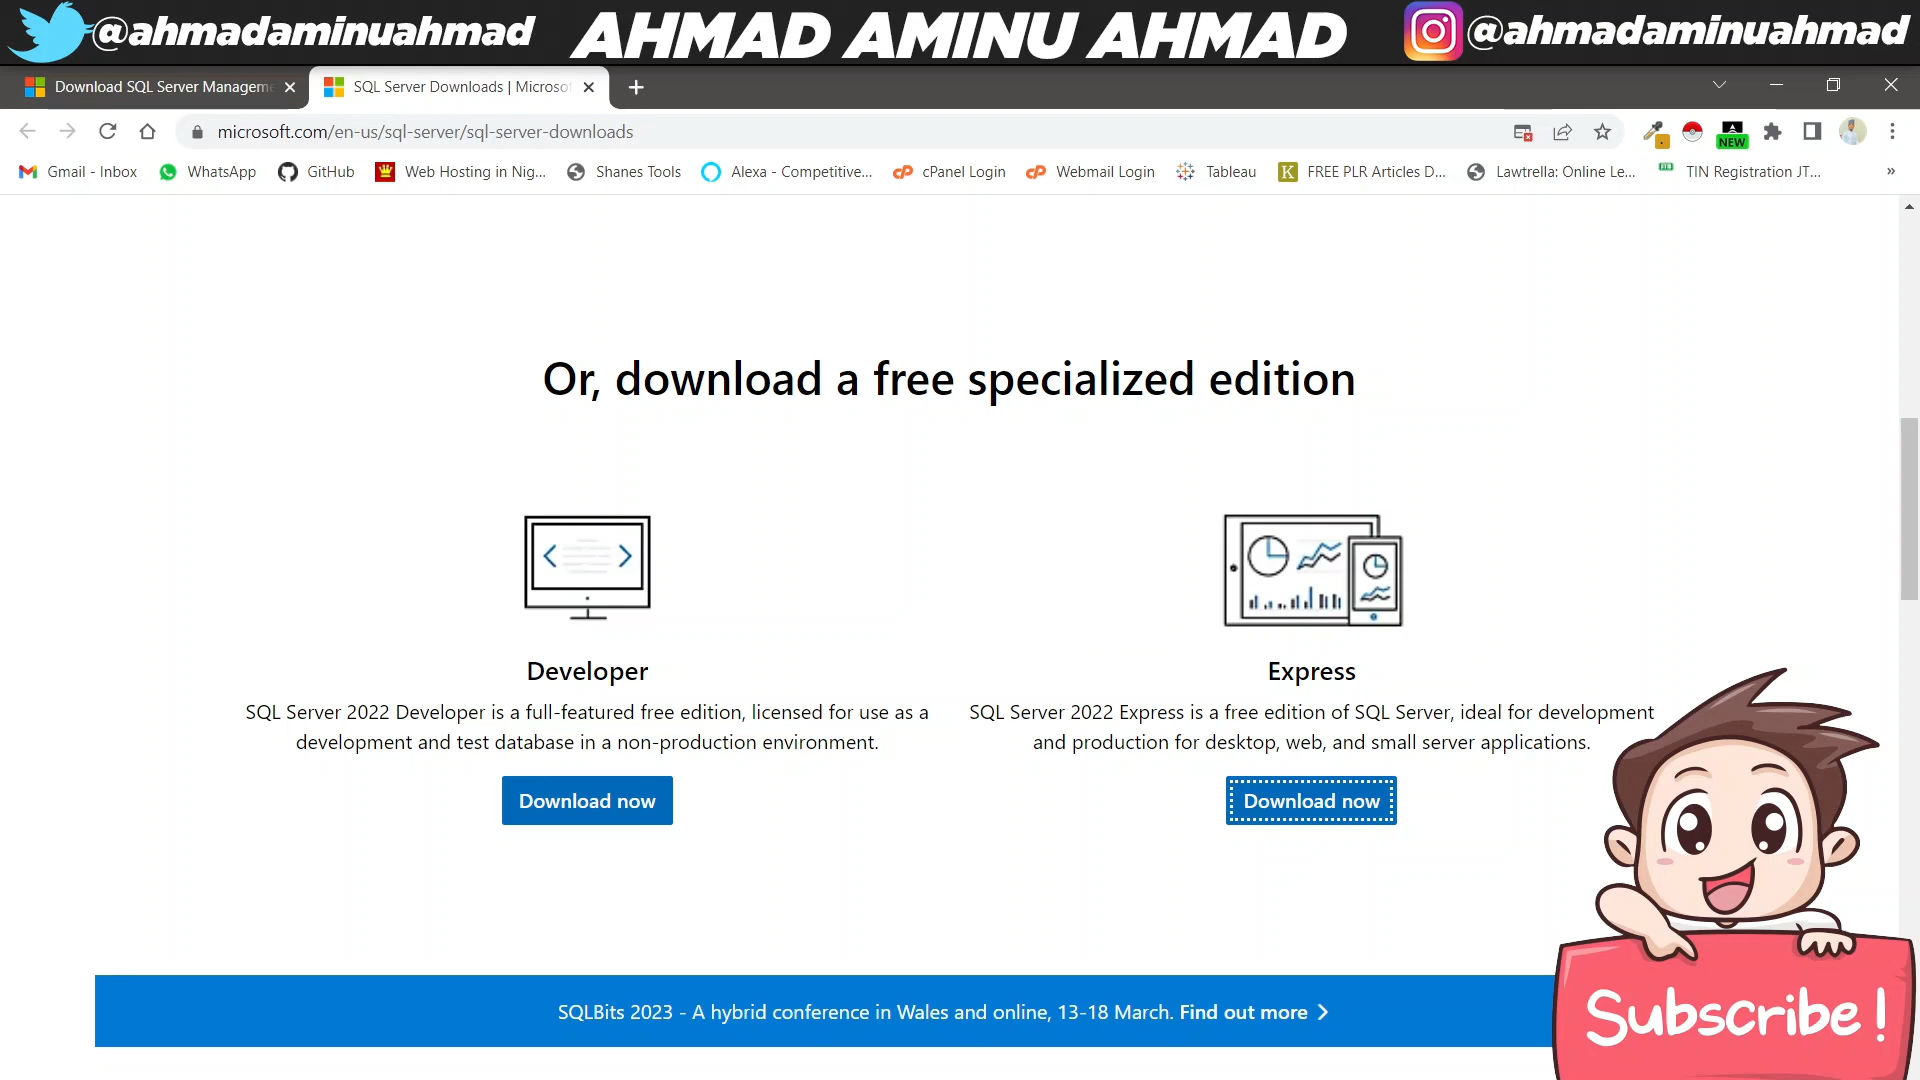 @ahmadaminuahmad AHMAD AMINU AHMAD @ahmadaminuahmad
Download SQL Server Managem SQL Server Downloads | Microso
microsoft.com/en-us/sql-server/sql-server-downloads
NEW
Gmail - Inbox WhatsApp GitHub Web Hosting in Nig... Shanes Tools Alexa - Competitive... cPanel Login Webmail Login Tableau K FREE PLR Articles D... Lawtrella: Online Le... TIN Registration JT... »
Or, download a free specialized edition
Developer
SQL Server 2022 Developer is a full-featured free edition, licensed for use as a
development and test database in a non-production environment.
Download now
Express
SQL Server 2022 Express is a free edition of SQL Server, ideal for development
and production for desktop, web, and small server applications.
Download now
SQLBits 2023 - A hybrid conference in Wales and online, 13-18 March. Find out more
Subscribe!